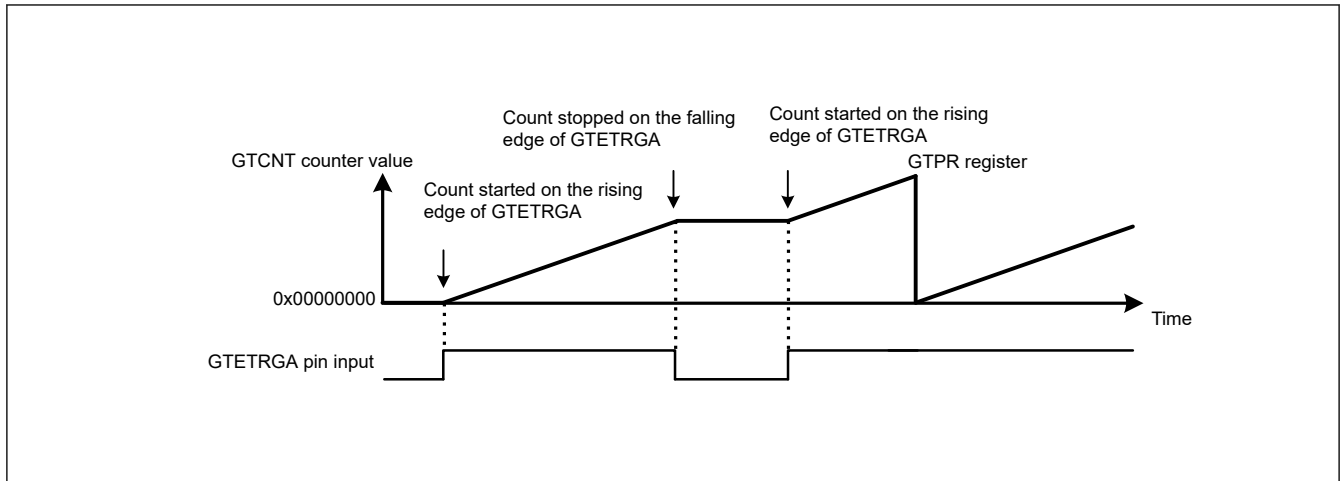 Count stopped on the falling
edge of GTETRGA
Count started on the rising
edge of GTETRGA
GTCNT counter value
GTPR register
Count started on the rising
edge of GTETRGA
0x00000000
Time
GTETRGA pin input